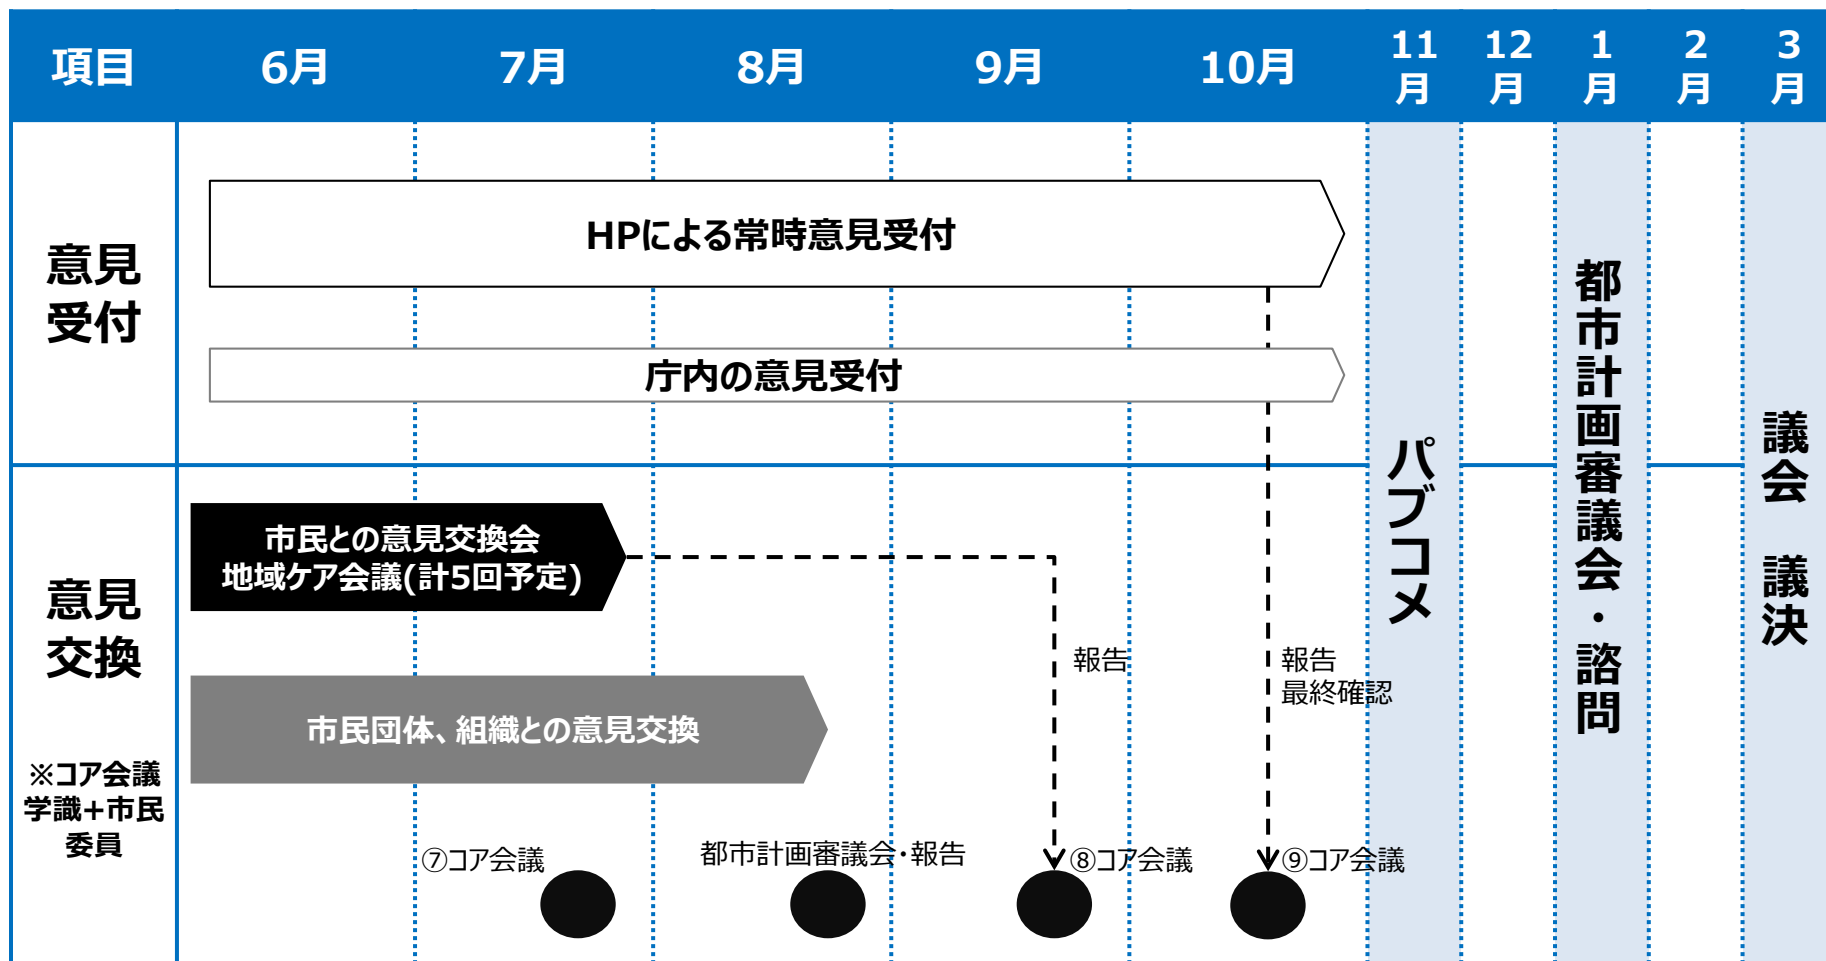 項目
6月
7月
8月
9月
10月
11
月
12
月
1
月
2
月
3
月
意見
受付
HPによる常時意見受付
庁内の意見受付
意見
交換
※コア会議
学識+市民
委員
市民との意見交換会
地域ケア会議(計5回予定)
市民団体、組織との意見交換
報告
報告
最終確認
⑦コア会議
都市計画審議会・報告
⑧コア会議
⑨コア会議
パブコメ
都市計画審議会・諮問
議会　議決